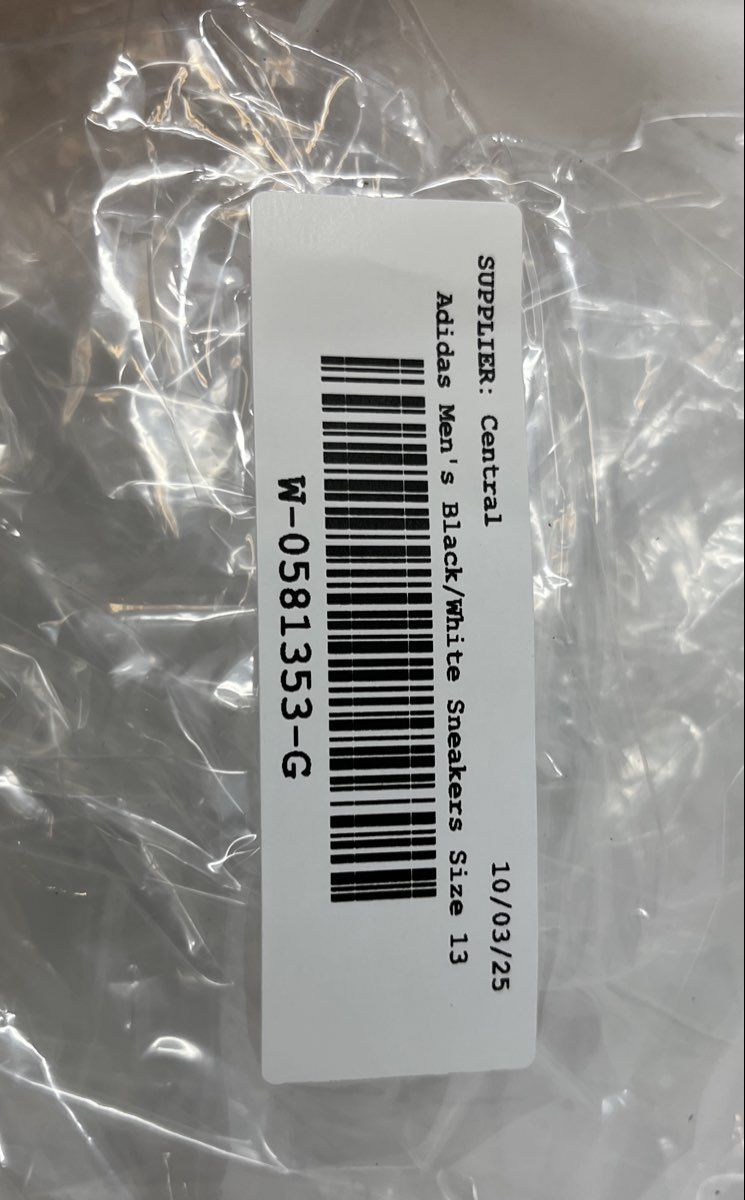 SUPPLIER: Central 10/03/25
Adidas Men's Black/White Sneakers Size 13
W-0581353-G